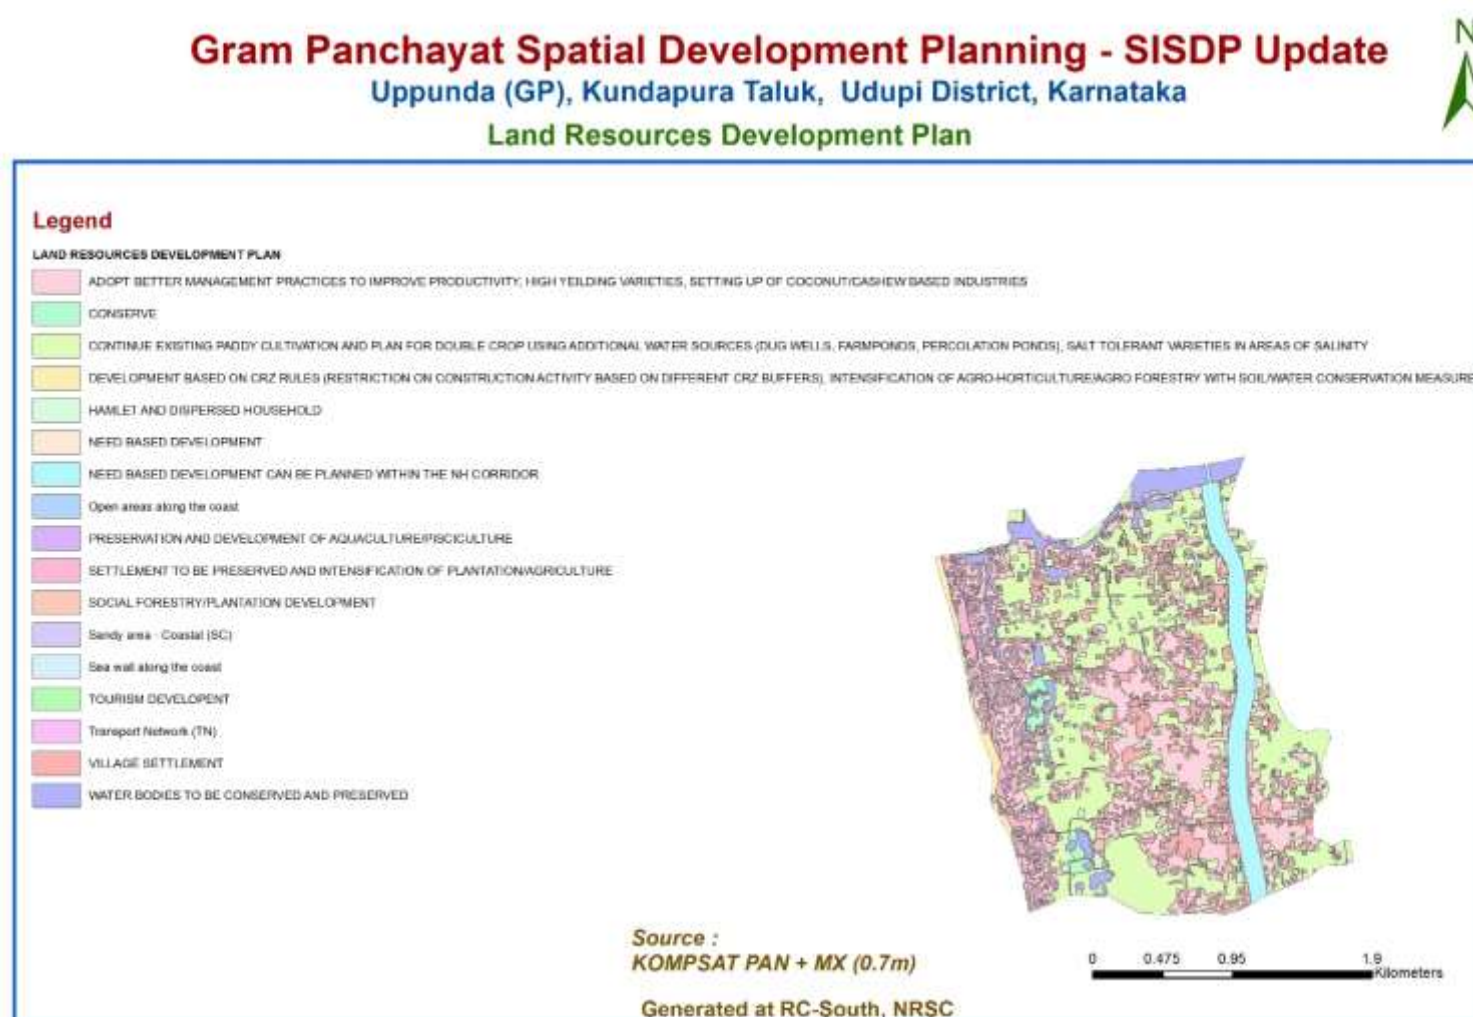 Gram Panchayat Spatial Development Planning - SISDP Update
N
Uppunda (GP), Kundapura Taluk, Udupi District, Karnataka
Land Resources Development Plan
Legend
LAND RESOURCES DEVELOPMENT PLAN
ADOPT BETTER MANAGEMENT PRACTICES TO IMPROVE PRODUCTIVITY, HIGH YEILDING VARIETIES, SETTING UP OF COCONUT/CASHEW BASED INDUSTRIES
CONSERVE
CONTINUE EXISTING PADDY CULTIVATION AND PLAN FOR DOUBLE CROP USING ADDITIONAL WATER SOURCES (DUG WELLS, FARMPONDS, PERCOLATION PONDS), SALT TOLERANT VARIETIES IN AREAS OF SALINITY
DEVELOPMENT BASED ON CRZ RULES (RESTRICTION ON CONSTRUCTION ACTIVITY BASED ON DIFFERENT CRZ BUFFERS), INTENSIFICATION OF AGRO-HORTICULTURE/AGRO FORESTRY WITH SOIL/WATER CONSERVATION MEASURE
HAMLET AND DISPERSED HOUSEHOLD
NEED BASED DEVELOPMENT
NEED BASED DEVELOPMENT CAN BE PLANNED WITHIN THE NH CORRIDOR
Open areas along the coast
PRESERVATION AND DEVELOPMENT OF AQUACULTURE/PISCICULTURE
SETTLEMENT TO BE PRESERVED AND INTENSIFICATION OF PLANTATION/AGRICULTURE
SOCIAL FORESTRY/PLANTATION DEVELOPMENT
Sandy area - Coastal (SC)
Sea wall along the coast
TOURISM DEVELOPENT
Transport Network (TN)
VILLAGE SETTLEMENT
WATER BODIES TO BE CONSERVED AND PRESERVED
Source :
KOMPSAT PAN + MX (0.7m)
Generated at RC-South, NRSC
0 0.475 0.95 1.9
Kilometers